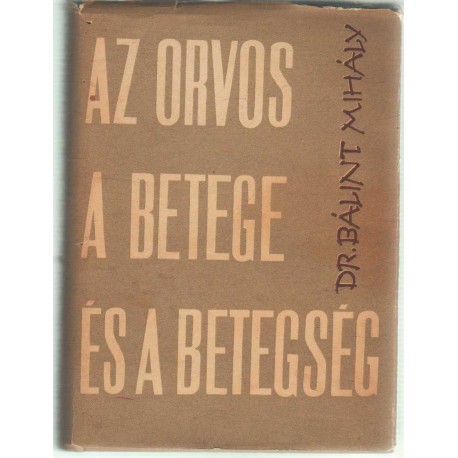 AZ ORVOS
A BETEGE
ÉS A BETEGSÉG
DR. BÁLINT MIHÁLY